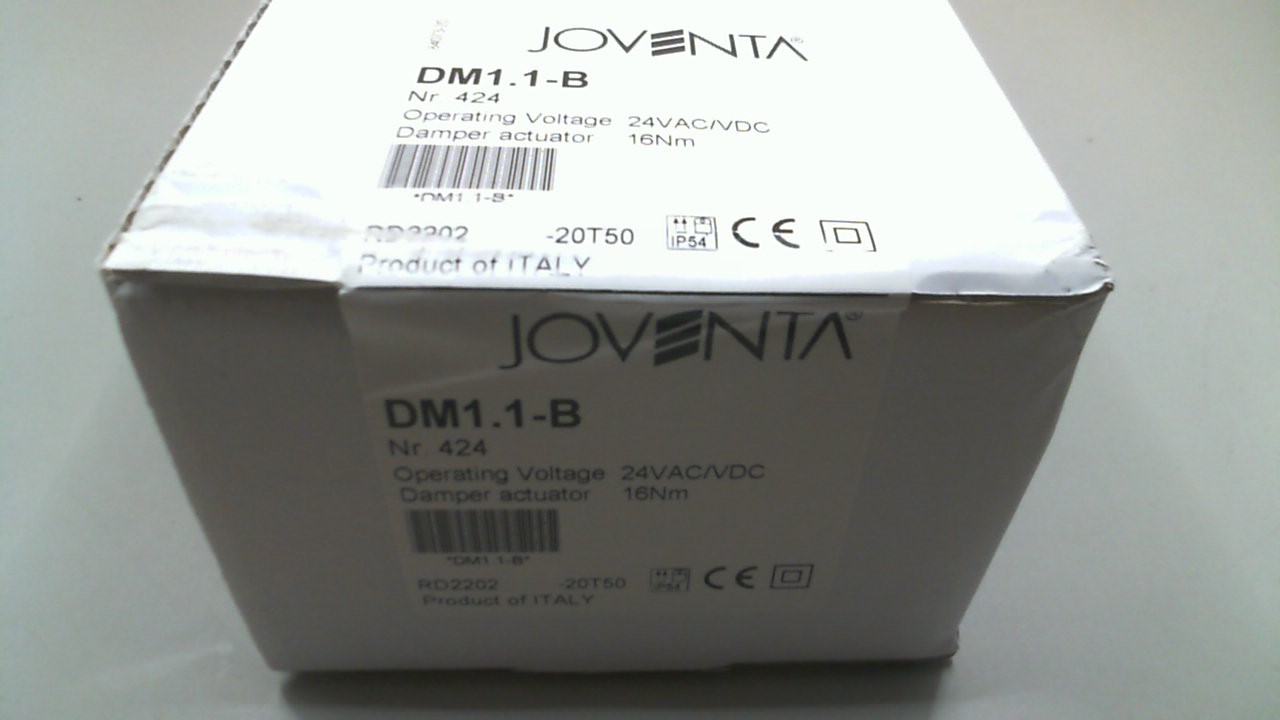 JOVENTA®
DM1.1-B
Nr. 424
Operating Voltage 24VAC/VDC
Damper actuator 16Nm
*DM1.1-B*
RD2202 -20T50 IP54 CE
Product of ITALY
JOVENTA®
DM1.1-B
Nr. 424
Operating Voltage 24VAC/VDC
Damper actuator 16Nm
*DM1.1-B*
RD2202 -20T50 IP54 CE
Product of ITALY